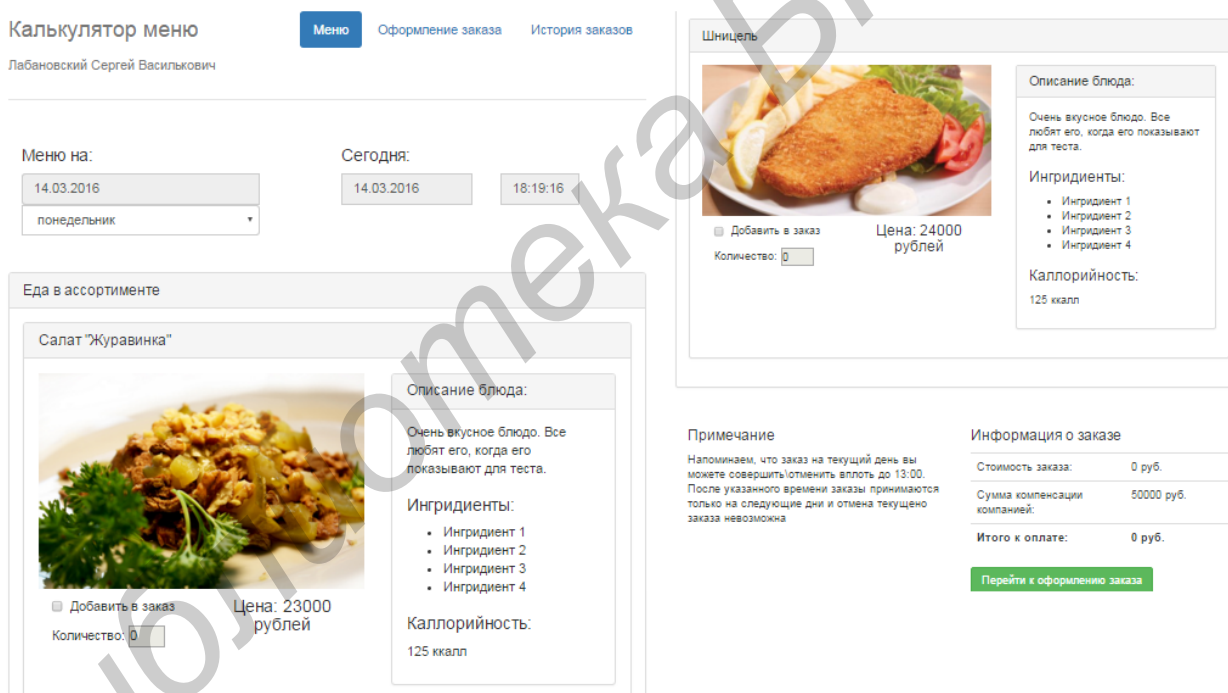 Калькулятор меню
Меню
Оформление заказа
История заказов
Лабановский Сергей Василькович
Меню на:
14.03.2016
понедельник
Сегодня:
14.03.2016
18:19:16
Еда в ассортименте
Салат "Журавинка"
Добавить в заказ
Количество: 0
Цена: 23000
рублей
Описание блюда:
Очень вкусное блюдо. Все
любят его, когда его
показывают для теста.
Ингридиенты:
Ингридиент 1
Ингридиент 2
Ингридиент 3
Ингридиент 4
Каллорийность:
125 ккалл
Шницель
Добавить в заказ
Количество: 0
Цена: 24000
рублей
Описание блюда:
Очень вкусное блюдо. Все
любят его, когда его показывают
для теста.
Ингридиенты:
Ингридиент 1
Ингридиент 2
Ингридиент 3
Ингридиент 4
Каллорийность:
125 ккалл
Примечание
Напоминаем, что заказ на текущий день вы
можете совершить\отменить вплоть до 13:00.
После указанного времени заказы принимаются
только на следующие дни и отмена текущено
заказа невозможна
Информация о заказе
Стоимость заказа: 0 руб.
Сумма компенсации 50000 руб.
компанией:
Итого к оплате: 0 руб.
Перейти к оформлению заказа